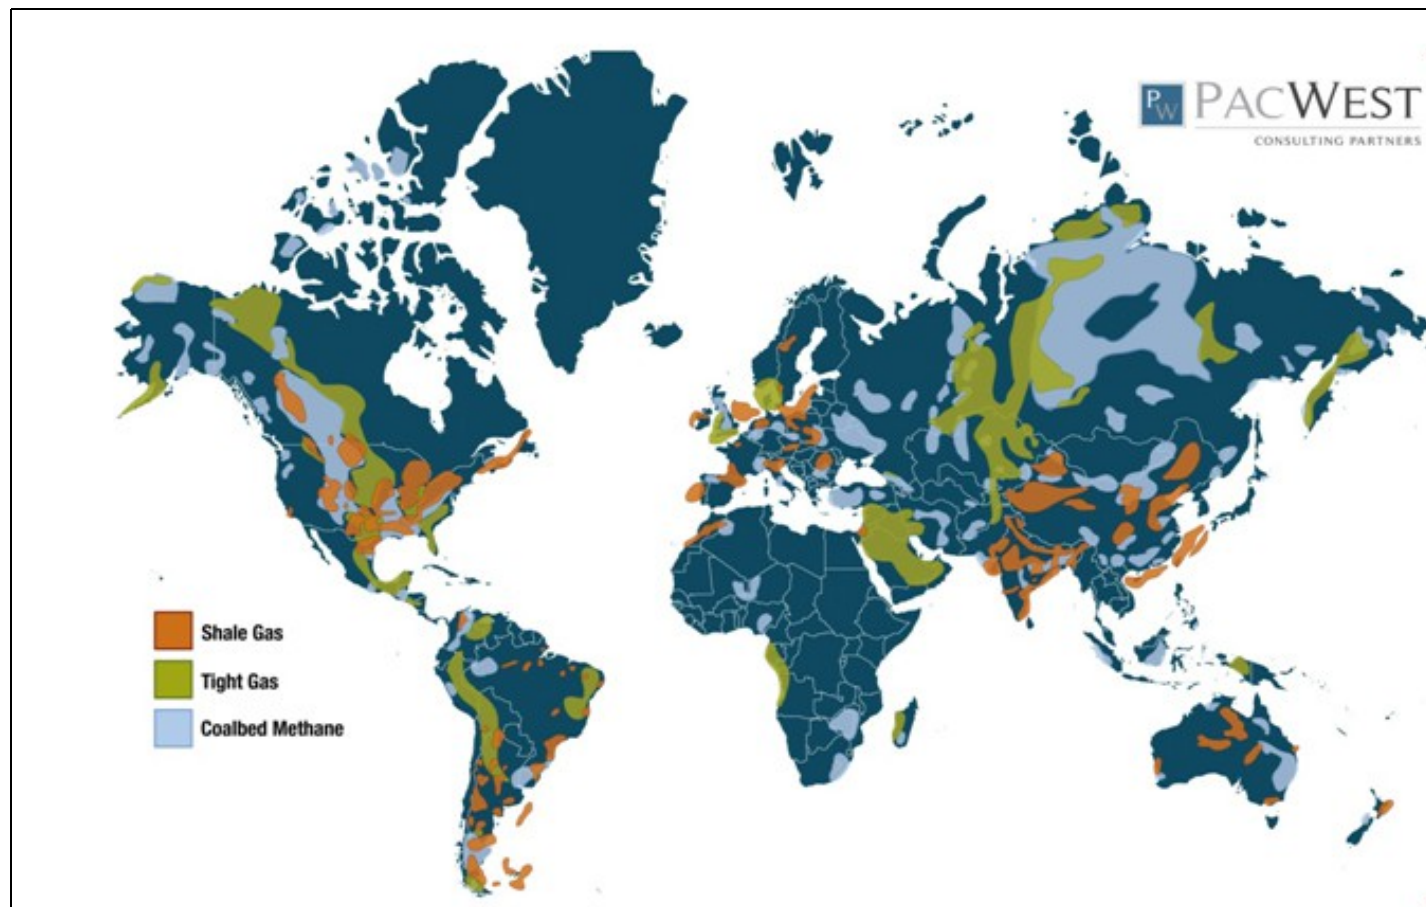 PW PACWEST
CONSULTING PARTNERS
Shale Gas
Tight Gas
Coalbed Methane